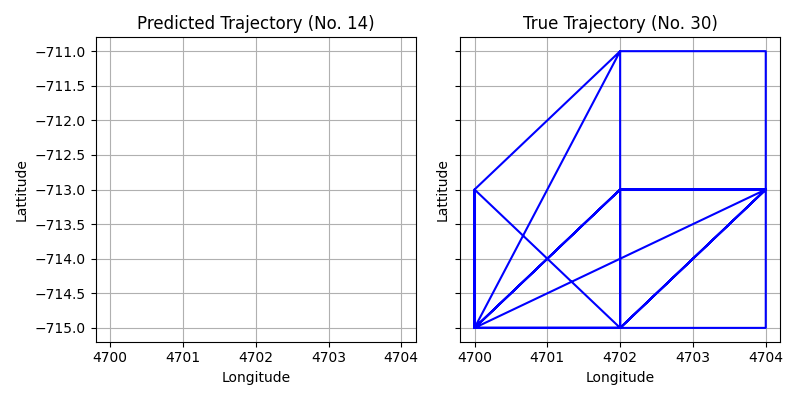 Predicted Trajectory (No. 14)
Lattitude
−711.0
−711.5
−712.0
−712.5
−713.0
−713.5
−714.0
−714.5
−715.0
4700 4701 4702 4703 4704
Longitude
True Trajectory (No. 30)
Lattitude
4700 4701 4702 4703 4704
Longitude